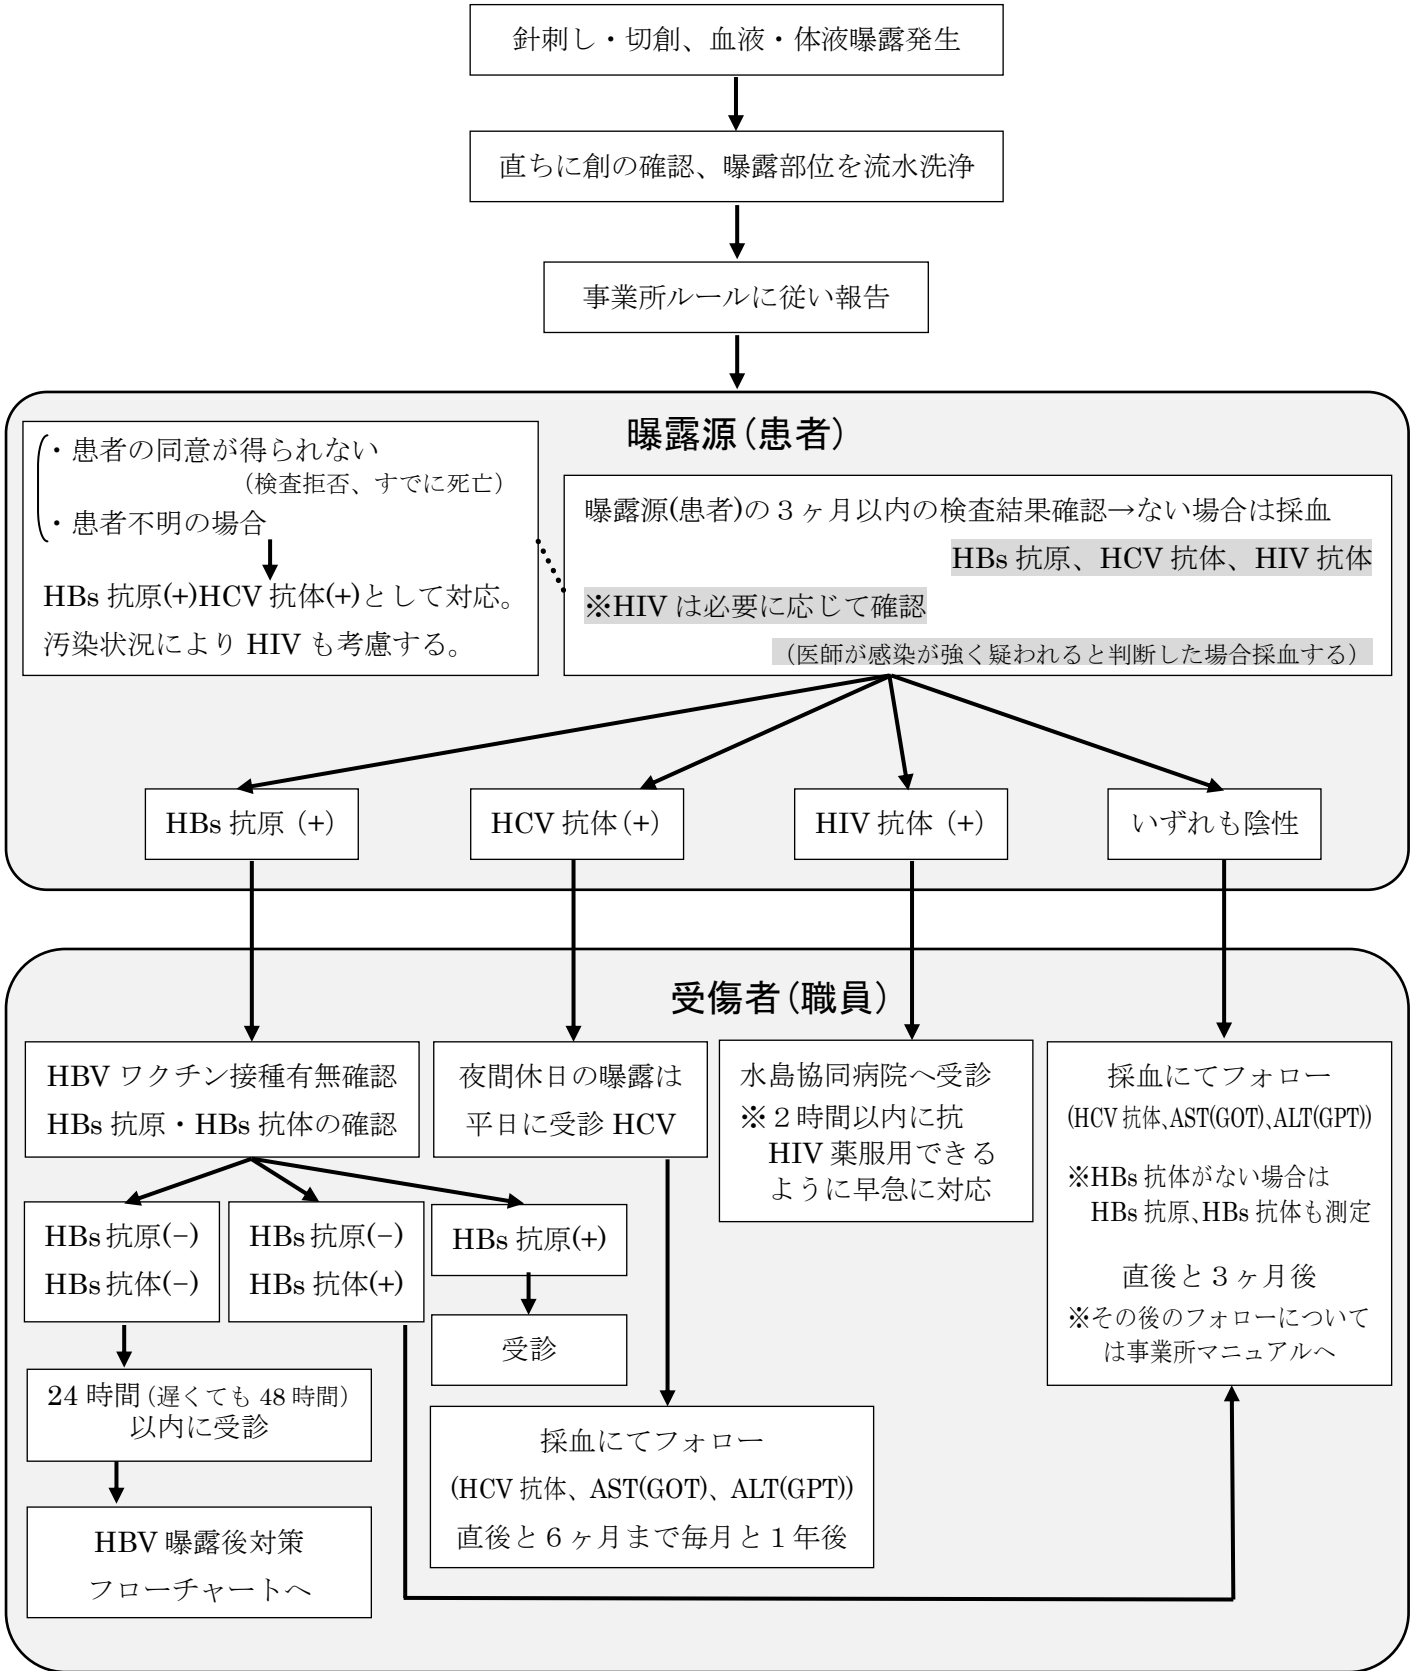 針刺し・切創、血液・体液曝露発生
直ちに創の確認、曝露部位を流水洗浄
事業所ルールに従い報告
曝露源(患者)
・患者の同意が得られない
(検査拒否、すでに死亡)
・患者不明の場合
HBs 抗原(+)HCV 抗体(+)として対応。
汚染状況により HIV も考慮する。
曝露源(患者)の３ヶ月以内の検査結果確認→ない場合は採血
HBs 抗原、HCV 抗体、HIV 抗体
※HIV は必要に応じて確認
(医師が感染が強く疑われると判断した場合採血する)
HBs 抗原 (+)
HCV 抗体 (+)
HIV 抗体 (+)
いずれも陰性
受傷者(職員)
HBV ワクチン接種有無確認
HBs 抗原・HBs 抗体の確認
夜間休日の曝露は
平日に受診 HCV
水島協同病院へ受診
※２時間以内に抗
HIV 薬服用できる
ように早急に対応
採血にてフォロー
(HCV 抗体、AST(GOT)、ALT(GPT))
※HBs 抗体がない場合は
HBs 抗原、HBs 抗体も測定
直後と３ヶ月後
※その後のフォローについて
は事業所マニュアルへ
HBs 抗原(−)
HBs 抗体(−)
HBs 抗原(−)
HBs 抗体(+)
HBs 抗原(+)
受診
24 時間 (遅くても 48 時間)
以内に受診
採血にてフォロー
(HCV 抗体、AST(GOT)、ALT(GPT))
直後と６ヶ月まで毎月と１年後
HBV 曝露後対策
フローチャートへ